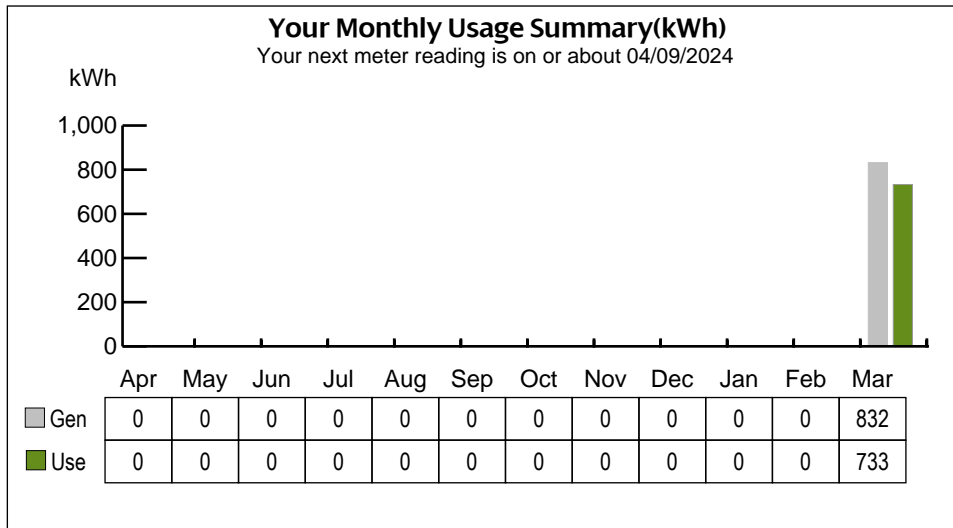 Your Monthly Usage Summary(kWh)
Your next meter reading is on or about 04/09/2024
kWh
1,000
800
600
400
200
0
Apr May Jun Jul Aug Sep Oct Nov Dec Jan Feb Mar
Gen 0 0 0 0 0 0 0 0 0 0 0 832
Use 0 0 0 0 0 0 0 0 0 0 0 733